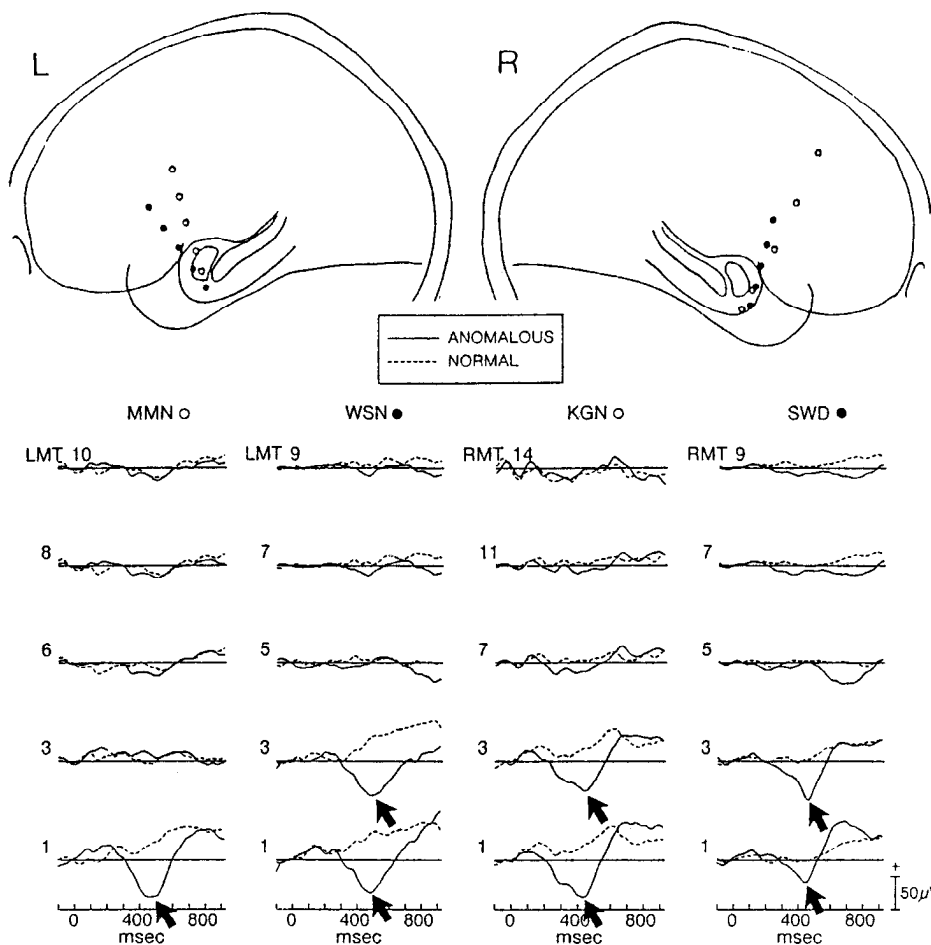 L R
ANOMALOUS
NORMAL
MMN ○ WSN ● KGN ○ SWD ●
LMT 10 LMT 9 RMT 14 RMT 9
8 7 11 7
6 5 7 5
3 3 3 3
1 1 1 1
+
50μV
0 400 800 0 400 800 0 400 800 0 400 800
msec msec msec msec